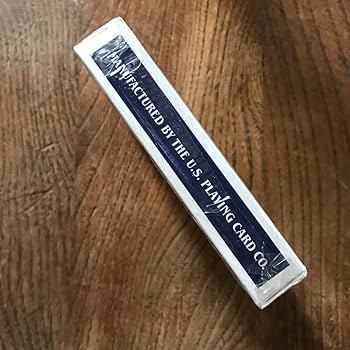 MANUFACTURED BY THE U.S. PLAYING CARD CO.